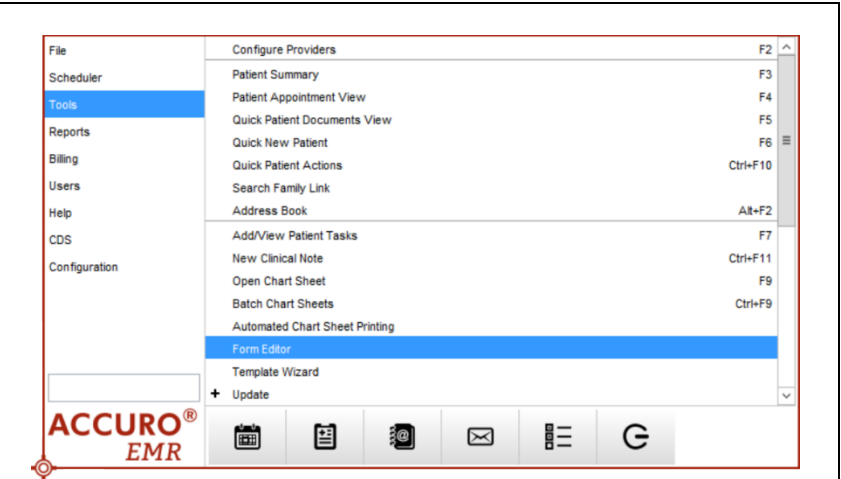 File
Scheduler
Tools
Reports
Billing
Users
Help
CDS
Configuration
Configure Providers F2
Patient Summary F3
Patient Appointment View F4
Quick Patient Documents View F5
Quick New Patient F6
Quick Patient Actions Ctrl+F10
Search Family Link
Address Book Alt+F2
Add/View Patient Tasks F7
New Clinical Note Ctrl+F11
Open Chart Sheet F9
Batch Chart Sheets Ctrl+F9
Automated Chart Sheet Printing
Form Editor
Template Wizard
+ Update
ACCURO®
EMR